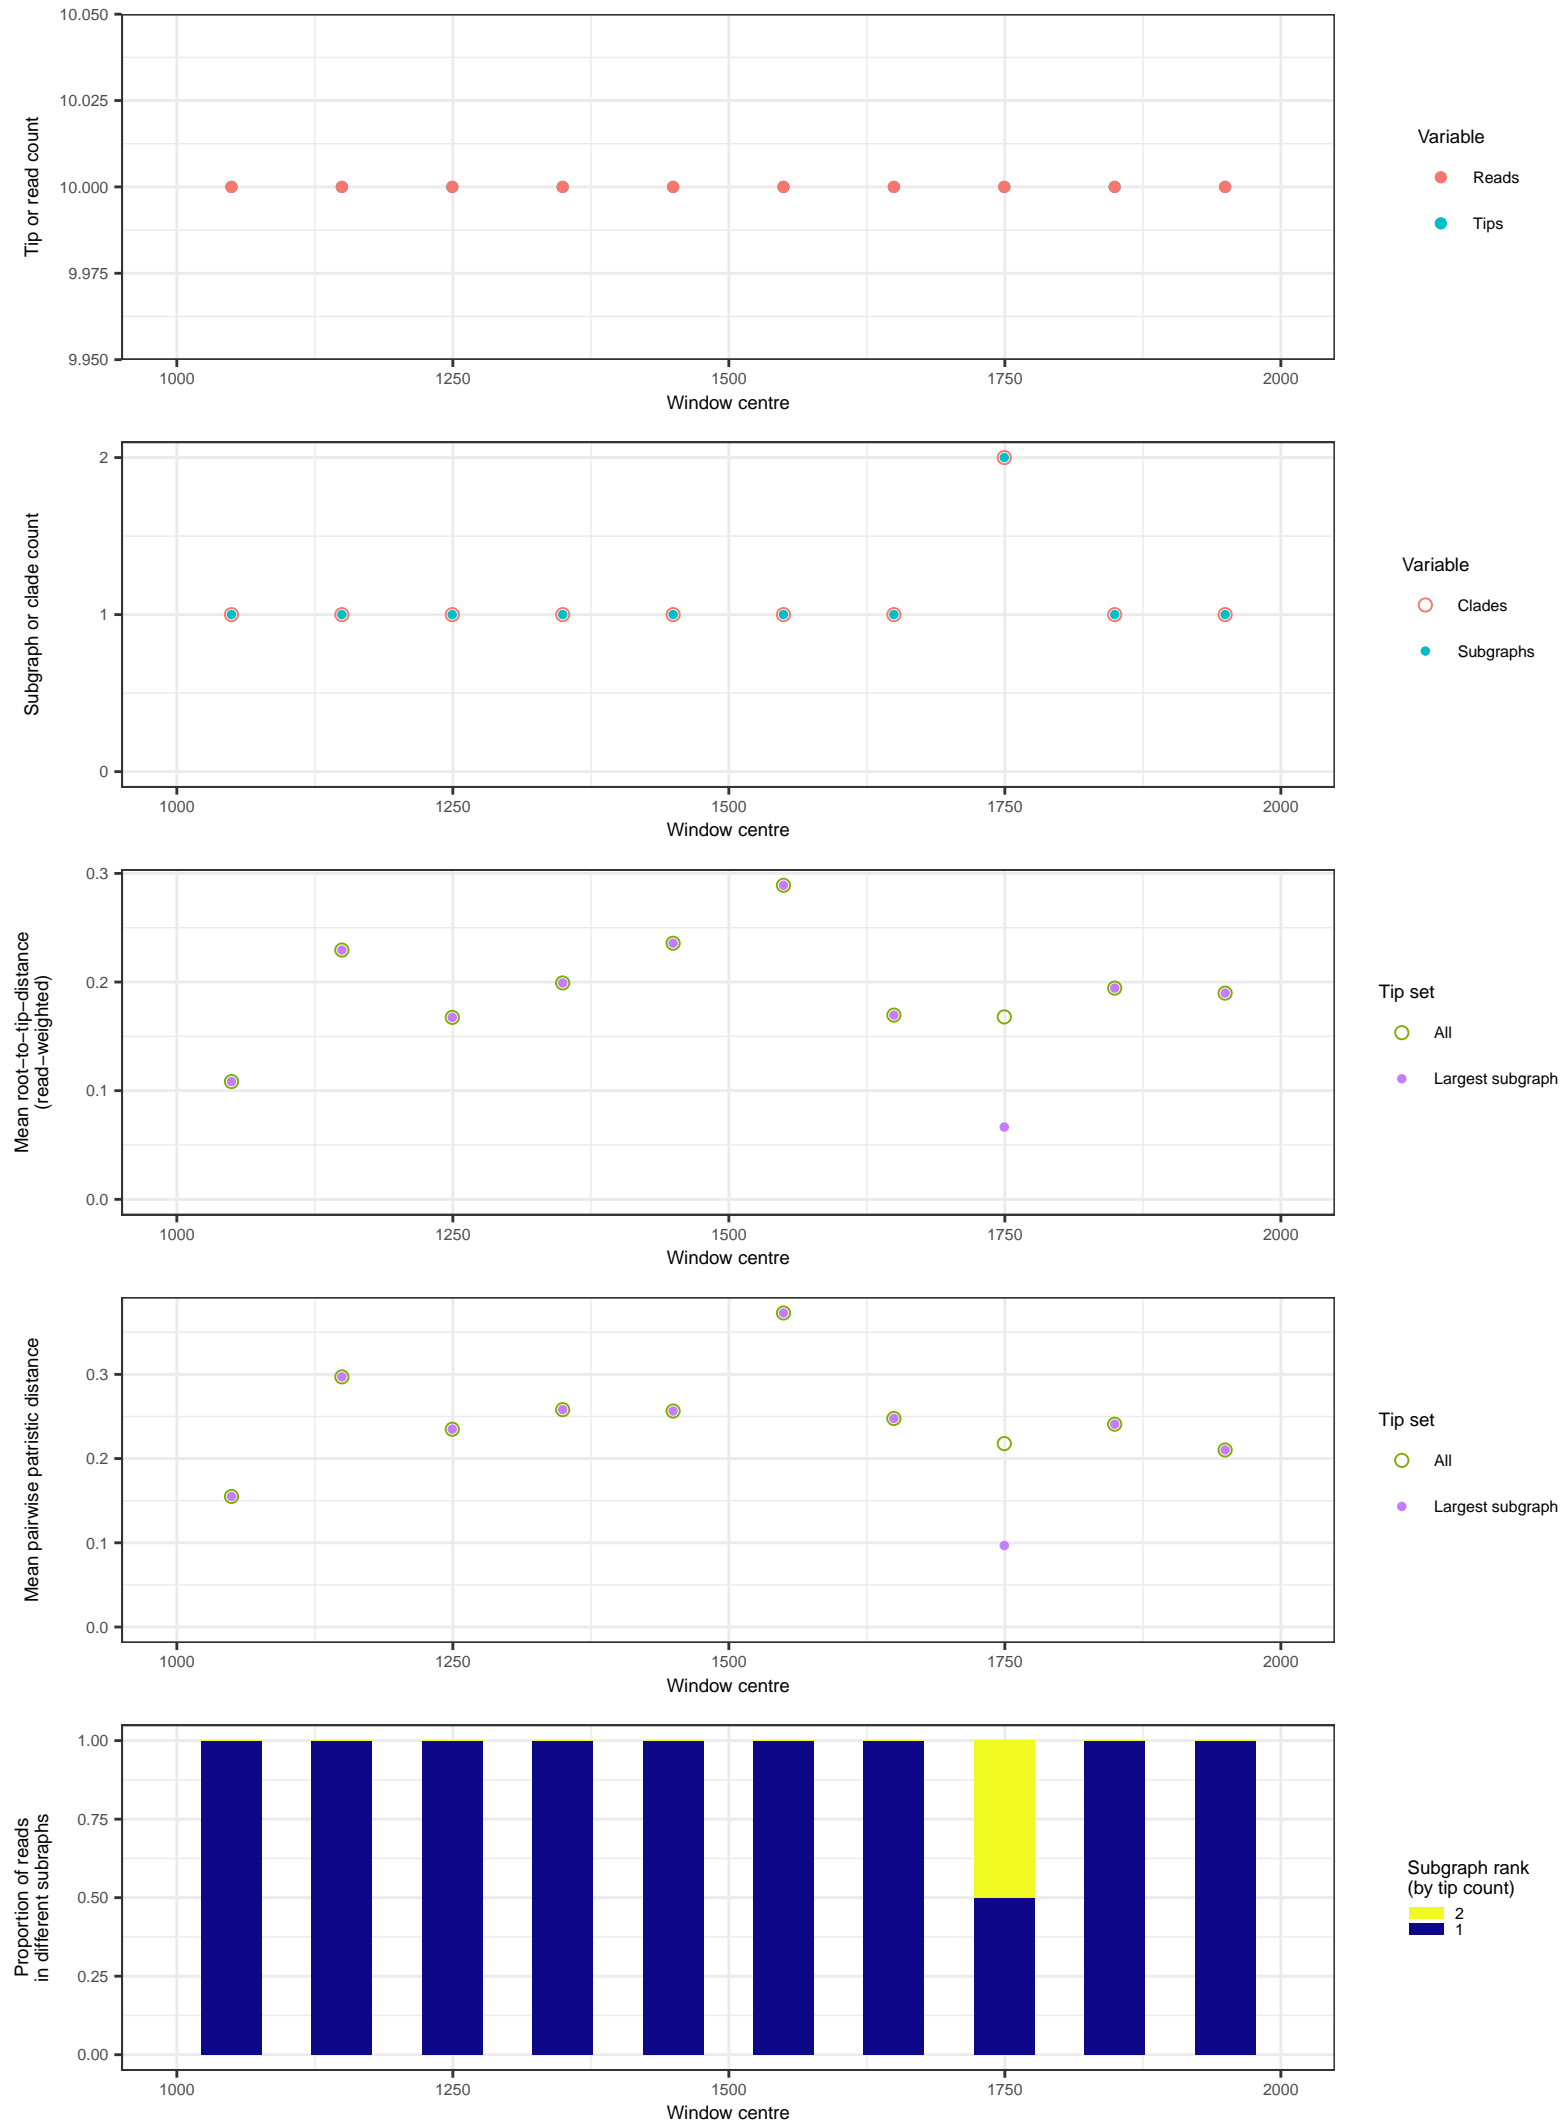 10.050
10.025
10.000
9.975
9.950
Tip or read count
1000 1250 1500 1750 2000
Window centre
Variable
Reads
Tips
2
1
0
Subgraph or clade count
1000 1250 1500 1750 2000
Window centre
Variable
Clades
Subgraphs
0.3
0.2
0.1
0.0
Mean root−to−tip−distance
(read−weighted)
1000 1250 1500 1750 2000
Window centre
Tip set
All
Largest subgraph
0.3
0.2
0.1
0.0
Mean pairwise patristic distance
1000 1250 1500 1750 2000
Window centre
Tip set
All
Largest subgraph
1.00
0.75
0.50
0.25
0.00
Proportion of reads
in different subraphs
1000 1250 1500 1750 2000
Window centre
Subgraph rank
(by tip count)
2
1